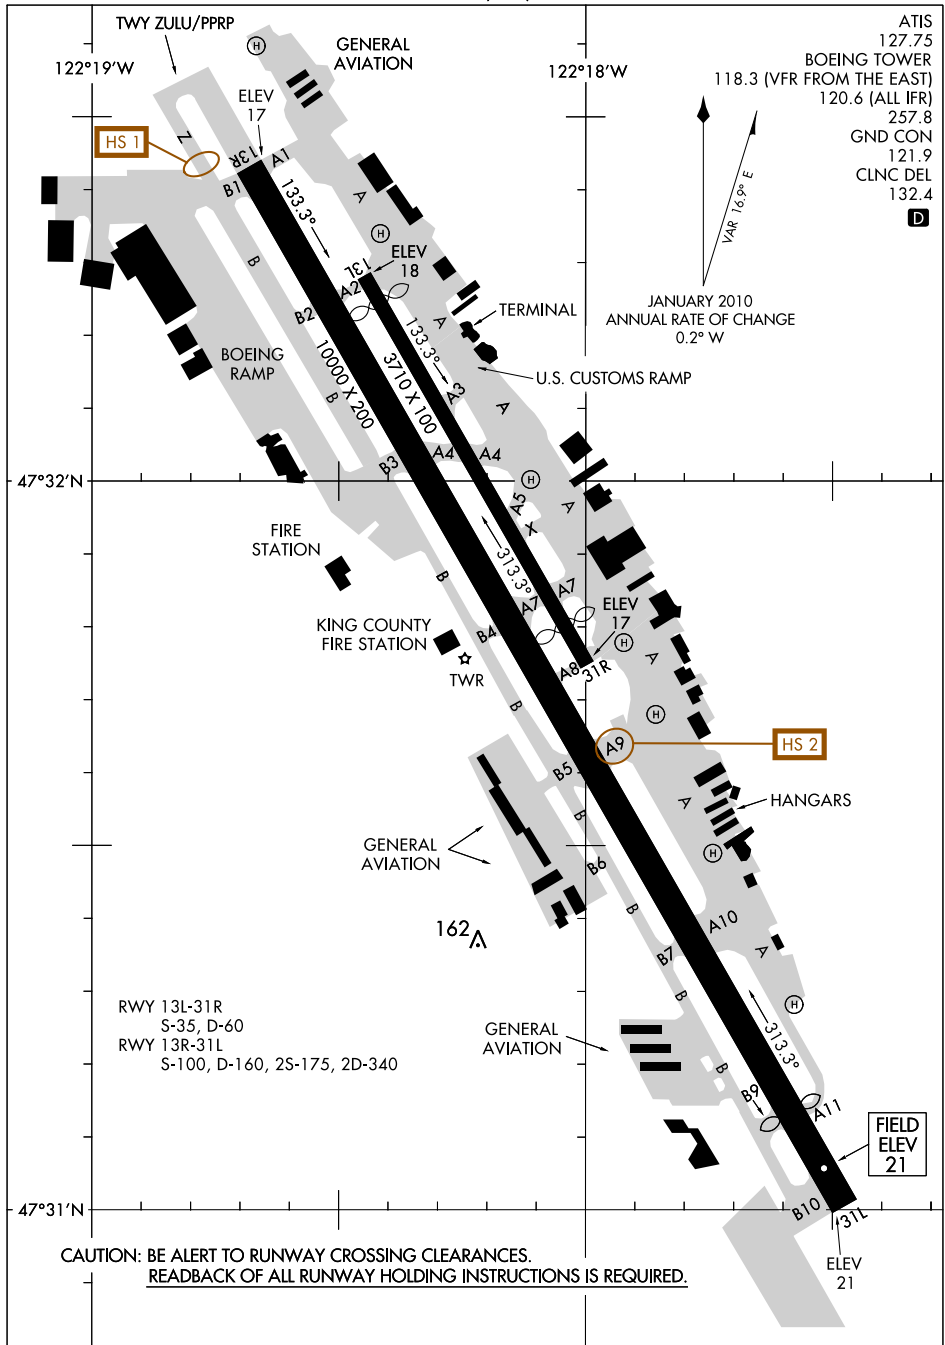 TWY ZULU/PPRP
GENERAL
AVIATION
122°19'W
122°18'W
ATIS
127.75
BOEING TOWER
118.3 (VFR FROM THE EAST)
120.6 (ALL IFR)
257.8
GND CON
121.9
CLNC DEL
132.4
D
H
ELEV
17
HS 1
Z
13R
A1
B1
133.3°
A
VAR 16.9° E
H
ELEV
18
13L
B
A2
B2
A
TERMINAL
JANUARY 2010
ANNUAL RATE OF CHANGE
0.2° W
BOEING
RAMP
10000 X 200
3710 X 100
133.3°
U.S. CUSTOMS RAMP
B
A3
A
B3
A4
A4
47°32'N
H
A5
A
X
FIRE
STATION
313.3°
B
A7
A7
KING COUNTY
FIRE STATION
B4
ELEV
17
H
TWR
A8
31R
A
B
H
A9
HS 2
B5
B
A
HANGARS
GENERAL
AVIATION
B6
H
B
A10
162
B7
A
B
H
RWY 13L-31R
S-35, D-60
RWY 13R-31L
S-100, D-160, 2S-175, 2D-340
GENERAL
AVIATION
313.3°
B
B9
A11
FIELD
ELEV
21
47°31'N
B10
31L
ELEV
21
CAUTION: BE ALERT TO RUNWAY CROSSING CLEARANCES.
READBACK OF ALL RUNWAY HOLDING INSTRUCTIONS IS REQUIRED.